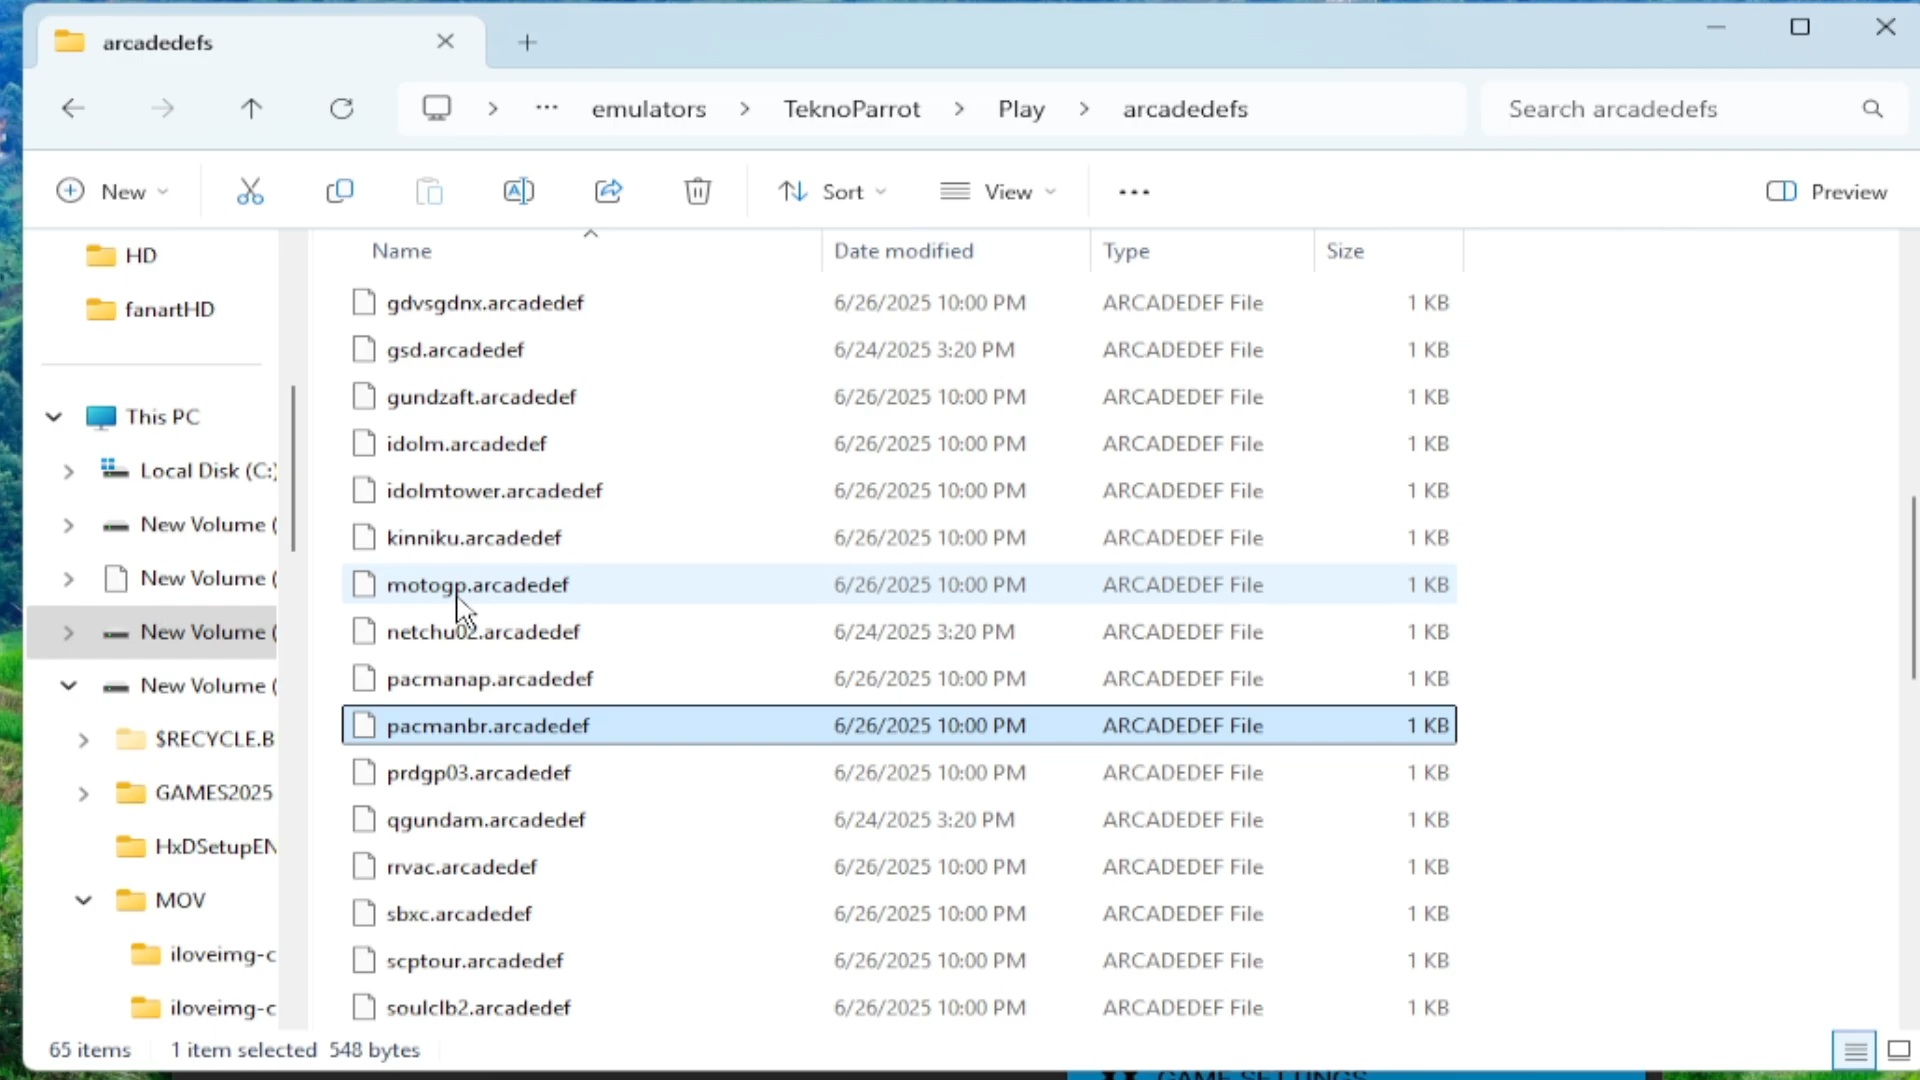 arcadedefs
emulators TeknoParrot Play arcadedefs Search arcadedefs
New Sort View Preview
HD
fanartHD
This PC
Local Disk (C:)
New Volume (
New Volume (
New Volume (
New Volume (
$RECYCLE.B
GAMES2025
HxDSetupEN
MOV
iloveimg-c
iloveimg-c
Name Date modified Type Size
gdvsgdnx.arcadedef 6/26/2025 10:00 PM ARCADEDEF File 1 KB
gsd.arcadedef 6/24/2025 3:20 PM ARCADEDEF File 1 KB
gundzaft.arcadedef 6/26/2025 10:00 PM ARCADEDEF File 1 KB
idolm.arcadedef 6/26/2025 10:00 PM ARCADEDEF File 1 KB
idolmtower.arcadedef 6/26/2025 10:00 PM ARCADEDEF File 1 KB
kinniku.arcadedef 6/26/2025 10:00 PM ARCADEDEF File 1 KB
motogp.arcadedef 6/26/2025 10:00 PM ARCADEDEF File 1 KB
netchu02.arcadedef 6/24/2025 3:20 PM ARCADEDEF File 1 KB
pacmanap.arcadedef 6/26/2025 10:00 PM ARCADEDEF File 1 KB
pacmanbr.arcadedef 6/26/2025 10:00 PM ARCADEDEF File 1 KB
prdgp03.arcadedef 6/26/2025 10:00 PM ARCADEDEF File 1 KB
qgundam.arcadedef 6/24/2025 3:20 PM ARCADEDEF File 1 KB
rrvac.arcadedef 6/26/2025 10:00 PM ARCADEDEF File 1 KB
sbxc.arcadedef 6/26/2025 10:00 PM ARCADEDEF File 1 KB
scptour.arcadedef 6/26/2025 10:00 PM ARCADEDEF File 1 KB
soulclb2.arcadedef 6/26/2025 10:00 PM ARCADEDEF File 1 KB
65 items 1 item selected 548 bytes
GAME SETTINGS